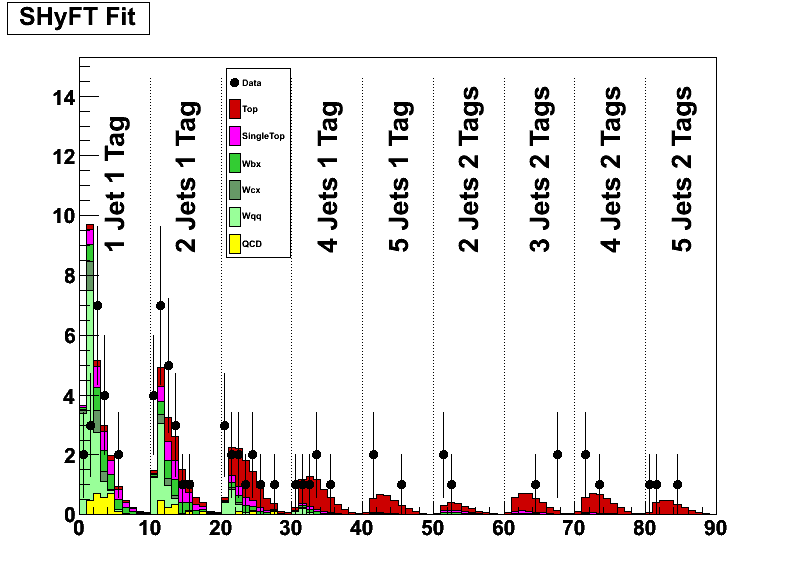 SHyFT Fit
14
12
10
8
6
4
2
0
1 Jet 1 Tag
2 Jets 1 Tag
Data
Top
SingleTop
Wbx
Wcx
Wqq
QCD
4 Jets 1 Tag
5 Jets 1 Tag
2 Jets 2 Tags
3 Jets 2 Tags
4 Jets 2 Tags
5 Jets 2 Tags
0 10 20 30 40 50 60 70 80 90